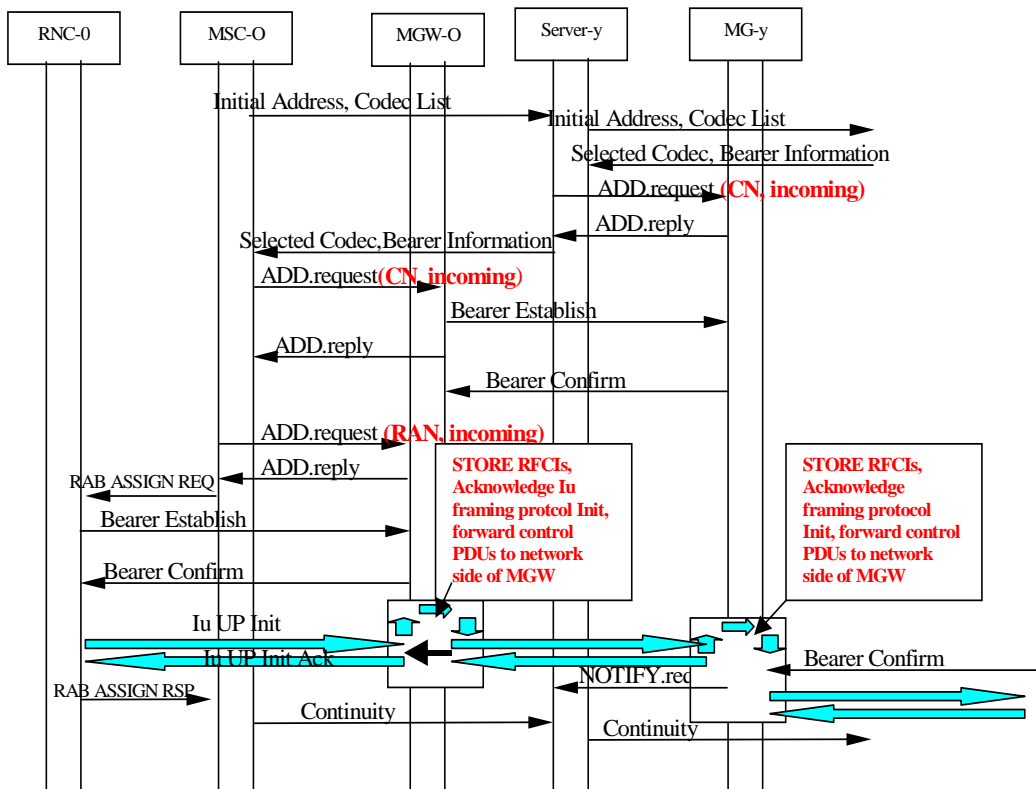 RNC-0
MSC-O
MGW-O
Server-y
MG-y
Initial Address, Codec List
Initial Address, Codec List
Selected Codec, Bearer Information
ADD.request (CN, incoming)
ADD.reply
Selected Codec,Bearer Information
ADD.request(CN, incoming)
Bearer Establish
ADD.reply
Bearer Confirm
ADD.request (RAN, incoming)
ADD.reply
RAB ASSIGN REQ
Bearer Establish
Bearer Confirm
STORE RFCIs,
Acknowledge Iu
framing protcol Init,
forward control
PDUs to network
side of MGW
STORE RFCIs,
Acknowledge
framing protocol
Init, forward control
PDUs to network
side of MGW
Iu UP Init
Iu UP Init Ack
Bearer Confirm
RAB ASSIGN RSP
NOTIFY.req
Continuity
Continuity